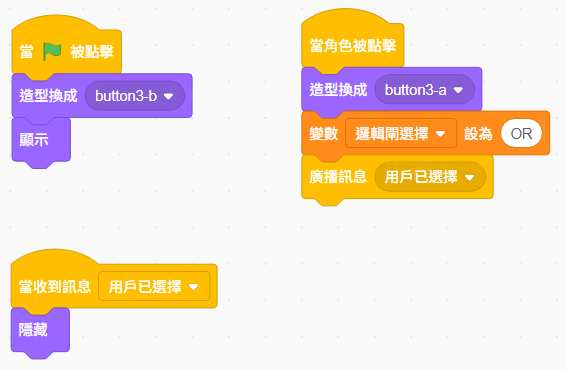 當 被點擊
造型換成 button3-b
顯示
當角色被點擊
造型換成 button3-a
變數 邏輯閘選擇 設為 OR
廣播訊息 用戶已選擇
當收到訊息 用戶已選擇
隱藏